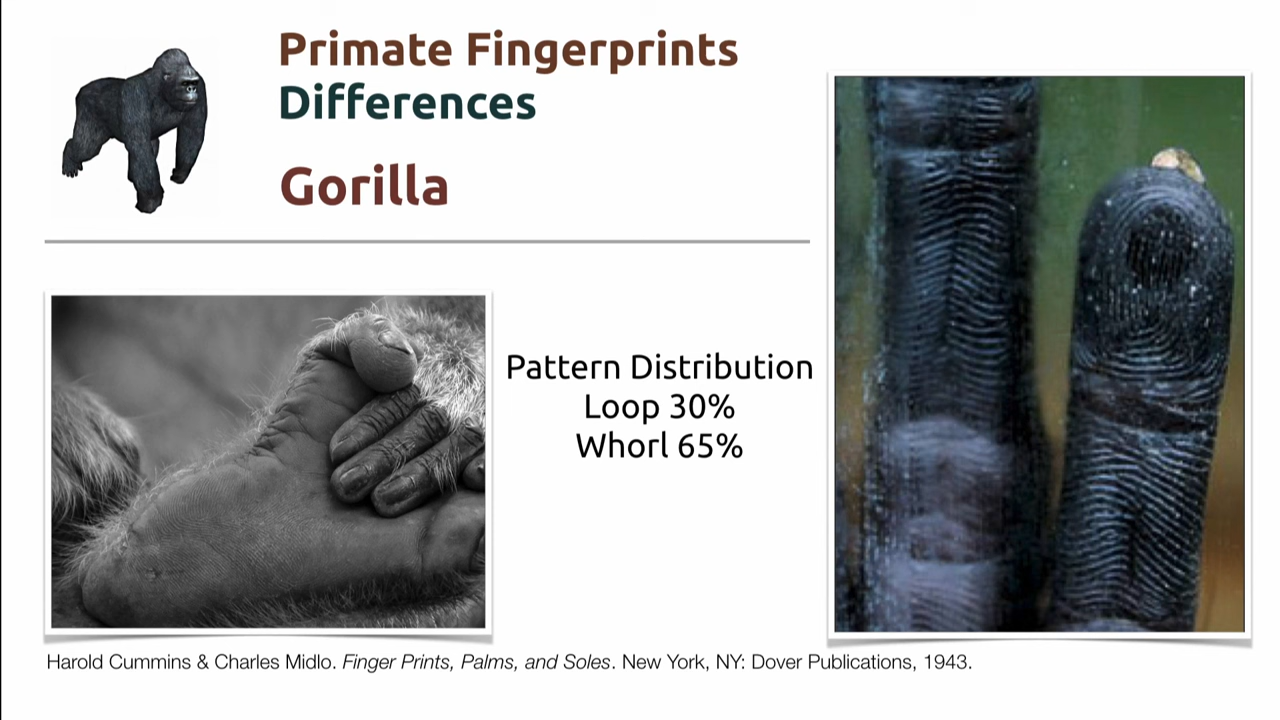 Primate Fingerprints
Differences
Gorilla
Pattern Distribution
Loop 30%
Whorl 65%
Harold Cummins & Charles Midlo. Finger Prints, Palms, and Soles. New York, NY: Dover Publications, 1943.